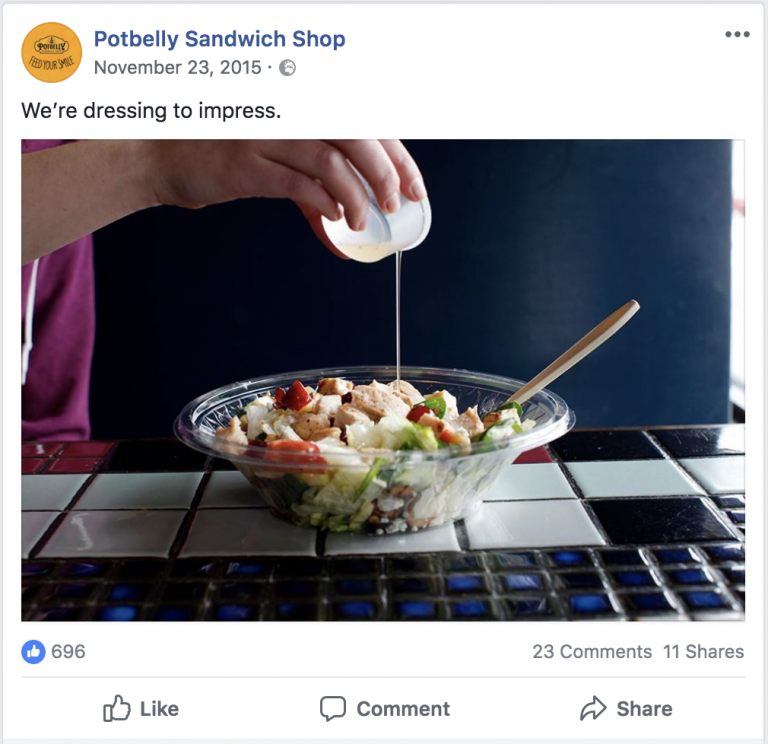 POTBELLY
FEED YOUR SMILE
Potbelly Sandwich Shop
November 23, 2015 ·
We're dressing to impress.
696
23 Comments 11 Shares
Like
Comment
Share